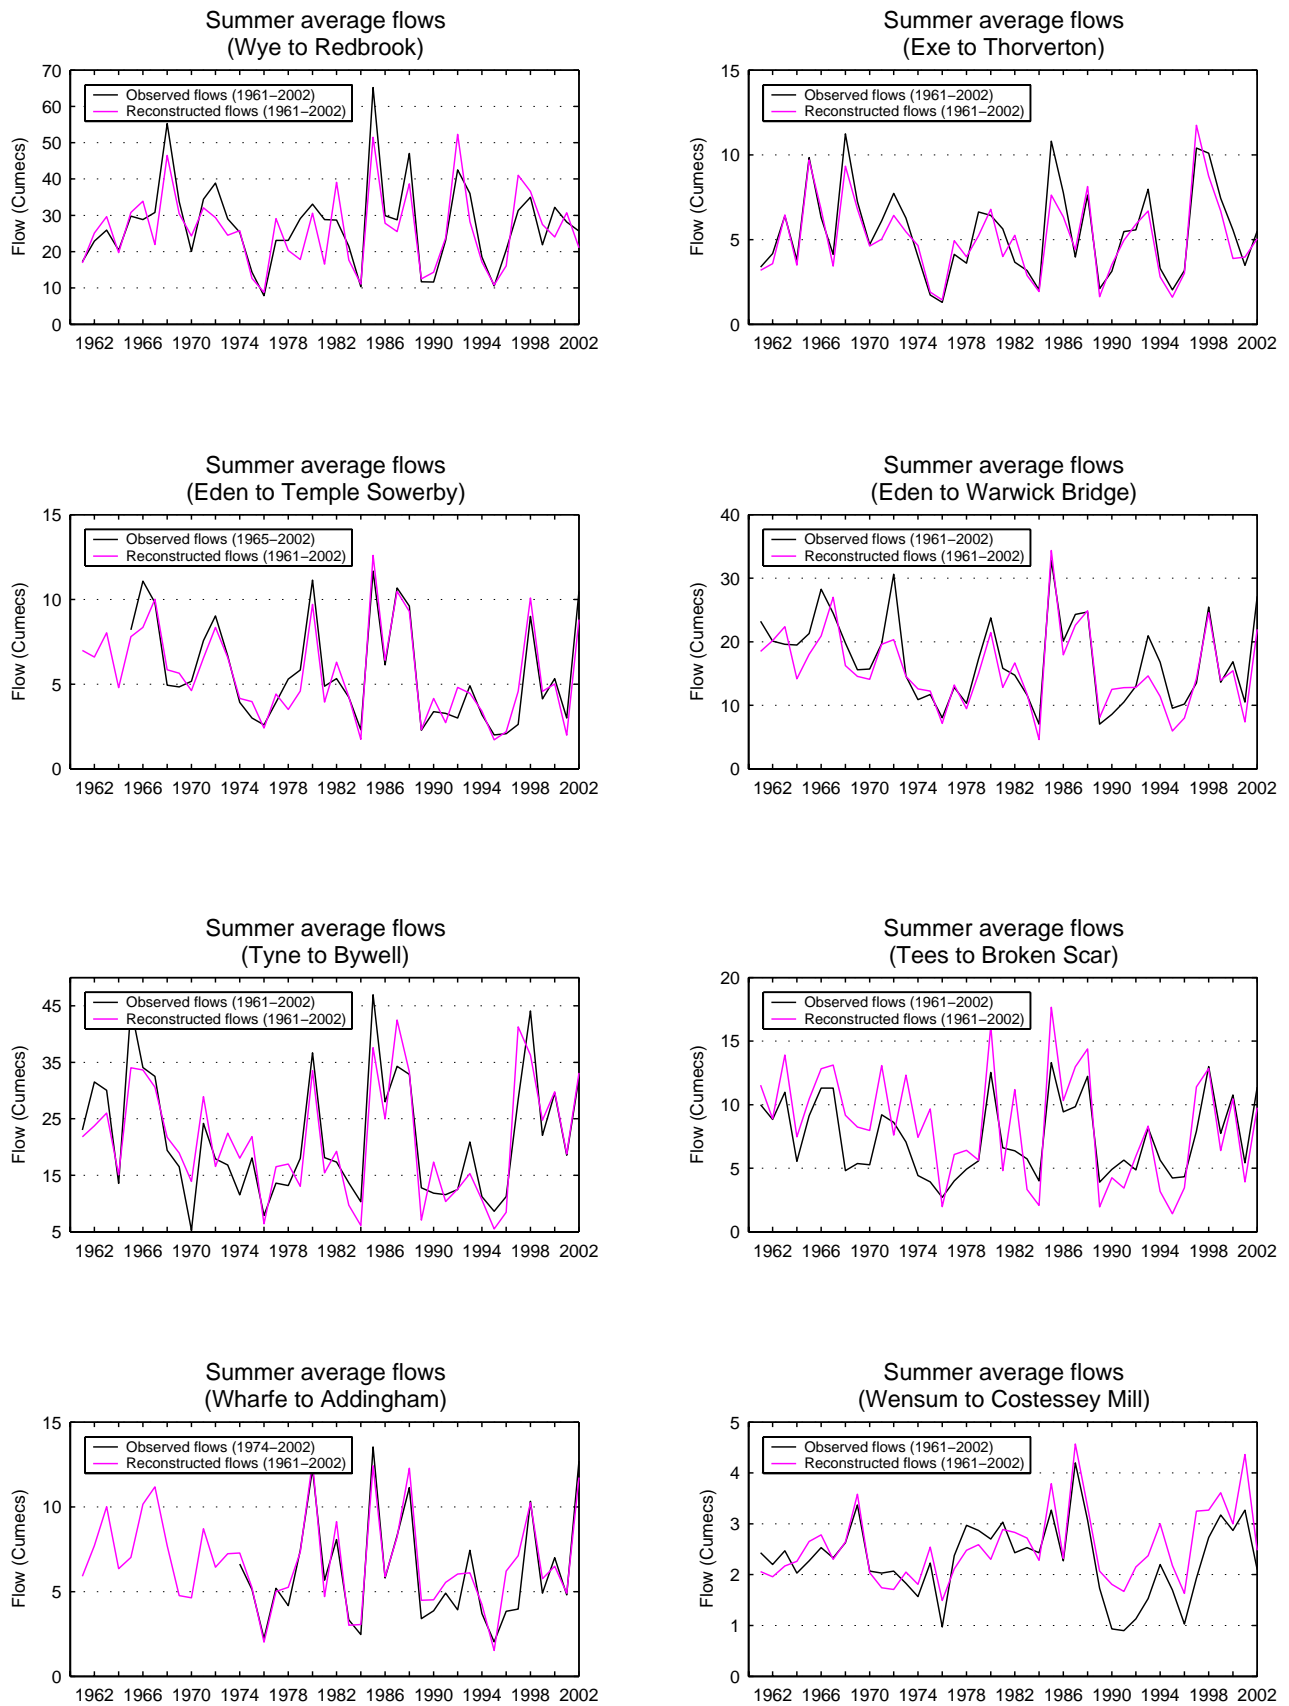 Summer average flows
(Wye to Redbrook)
Flow (Cumecs)
70
60
50
40
30
20
10
0
Observed flows (1961−2002)
Reconstructed flows (1961−2002)
1962 1966 1970 1974 1978 1982 1986 1990 1994 1998 2002
Summer average flows
(Exe to Thorverton)
Flow (Cumecs)
15
10
5
0
Observed flows (1961−2002)
Reconstructed flows (1961−2002)
1962 1966 1970 1974 1978 1982 1986 1990 1994 1998 2002
Summer average flows
(Eden to Temple Sowerby)
Flow (Cumecs)
15
10
5
0
Observed flows (1965−2002)
Reconstructed flows (1961−2002)
1962 1966 1970 1974 1978 1982 1986 1990 1994 1998 2002
Summer average flows
(Eden to Warwick Bridge)
Flow (Cumecs)
40
30
20
10
0
Observed flows (1961−2002)
Reconstructed flows (1961−2002)
1962 1966 1970 1974 1978 1982 1986 1990 1994 1998 2002
Summer average flows
(Tyne to Bywell)
Flow (Cumecs)
45
35
25
15
5
Observed flows (1961−2002)
Reconstructed flows (1961−2002)
1962 1966 1970 1974 1978 1982 1986 1990 1994 1998 2002
Summer average flows
(Tees to Broken Scar)
Flow (Cumecs)
20
15
10
5
0
Observed flows (1961−2002)
Reconstructed flows (1961−2002)
1962 1966 1970 1974 1978 1982 1986 1990 1994 1998 2002
Summer average flows
(Wharfe to Addingham)
Flow (Cumecs)
15
10
5
0
Observed flows (1974−2002)
Reconstructed flows (1961−2002)
1962 1966 1970 1974 1978 1982 1986 1990 1994 1998 2002
Summer average flows
(Wensum to Costessey Mill)
Flow (Cumecs)
5
4
3
2
1
0
Observed flows (1961−2002)
Reconstructed flows (1961−2002)
1962 1966 1970 1974 1978 1982 1986 1990 1994 1998 2002